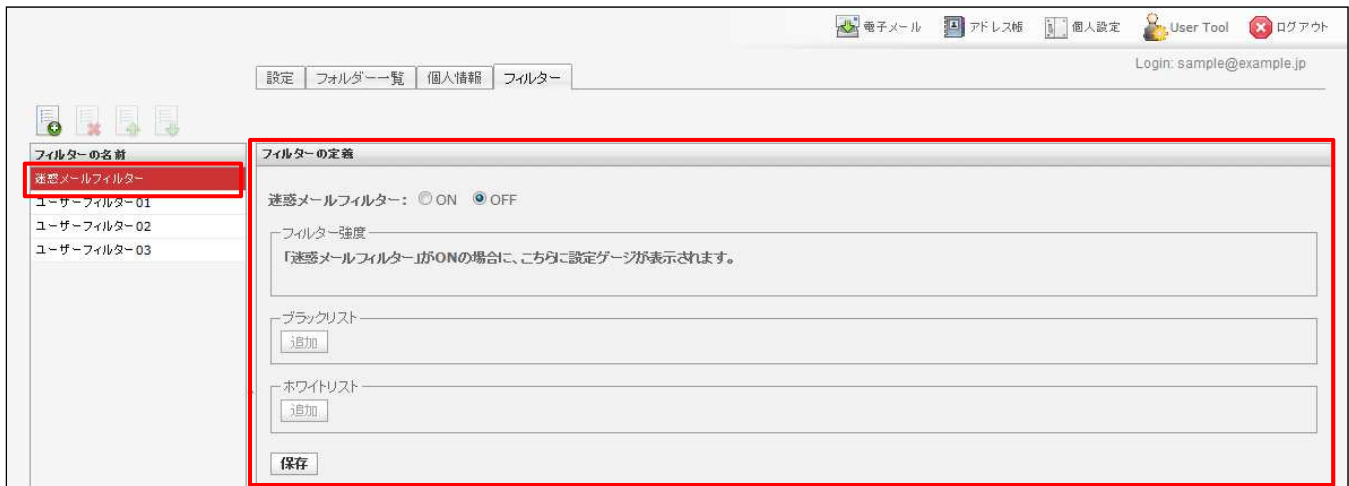 電子メール アドレス帳 個人設定 User Tool ログアウト
Login: sample@example.jp
設定 フォルダー一覧 個人情報 フィルター
フィルターの名前
迷惑メールフィルター
ユーザーフィルター01
ユーザーフィルター02
ユーザーフィルター03
フィルターの定義
迷惑メールフィルター: ON OFF
フィルター強度
「迷惑メールフィルター」がONの場合に、こちらに設定ゲージが表示されます。
ブラックリスト
追加
ホワイトリスト
追加
保存